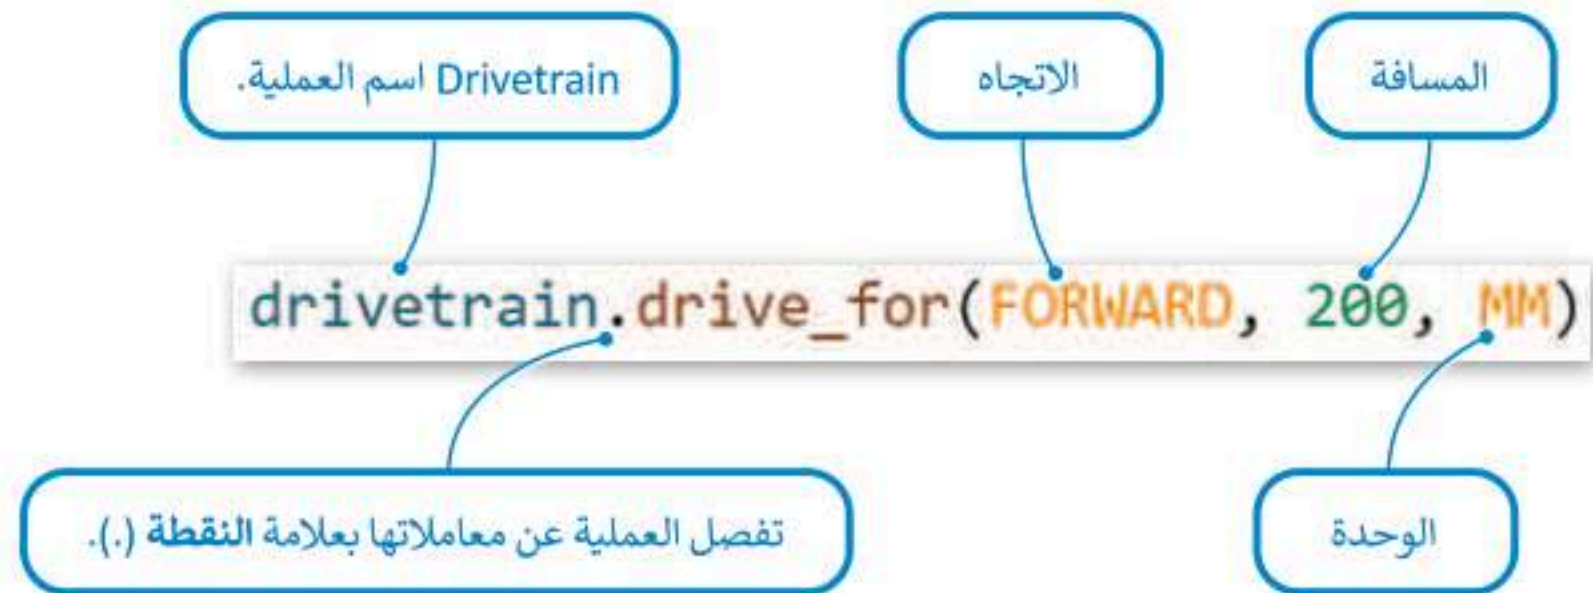 Drivetrain اسم العملية.
الاتجاه
المسافة
drivetrain.drive_for(FORWARD, 200, MM)
تفصل العملية عن معاملاتها بعلامة النقطة (.).
الوحدة